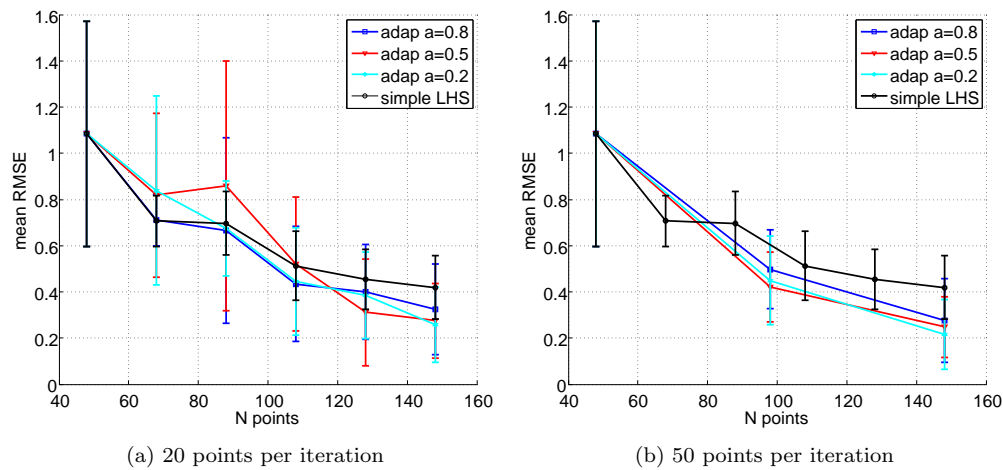 1.6
1.4
1.2
1
0.8
0.6
0.4
0.2
0
mean RMSE
40 60 80 100 120 140 160
N points
adap a=0.8
adap a=0.5
adap a=0.2
simple LHS
(a) 20 points per iteration
1.6
1.4
1.2
1
0.8
0.6
0.4
0.2
0
mean RMSE
40 60 80 100 120 140 160
N points
adap a=0.8
adap a=0.5
adap a=0.2
simple LHS
(b) 50 points per iteration